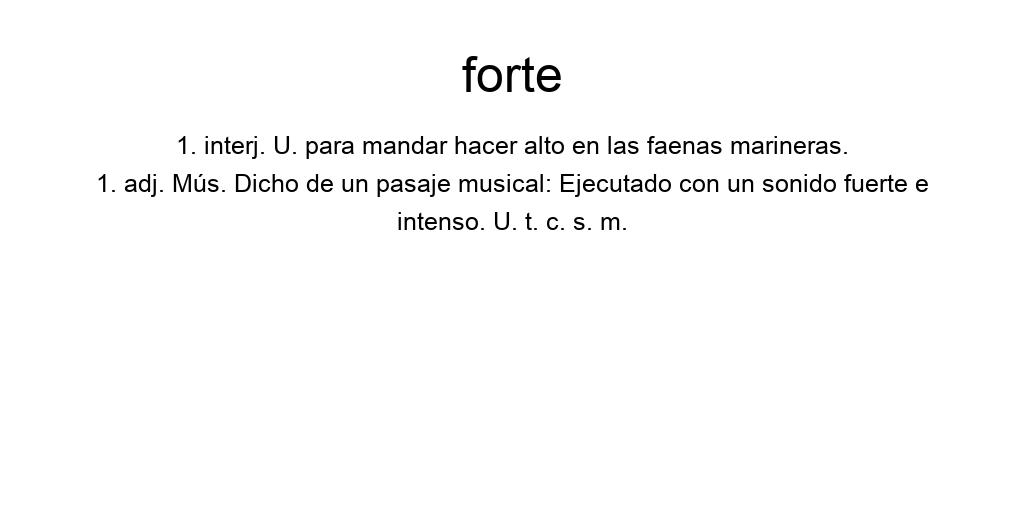 forte
1. interj. U. para mandar hacer alto en las faenas marineras.
1. adj. Mús. Dicho de un pasaje musical: Ejecutado con un sonido fuerte e
intenso. U. t. c. s. m.